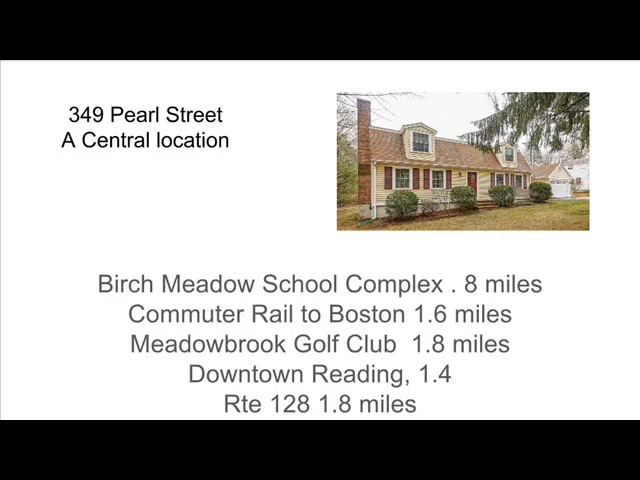 349 Pearl Street
A Central location
Birch Meadow School Complex . 8 miles
Commuter Rail to Boston 1.6 miles
Meadowbrook Golf Club  1.8 miles
Downtown Reading, 1.4
Rte 128 1.8 miles